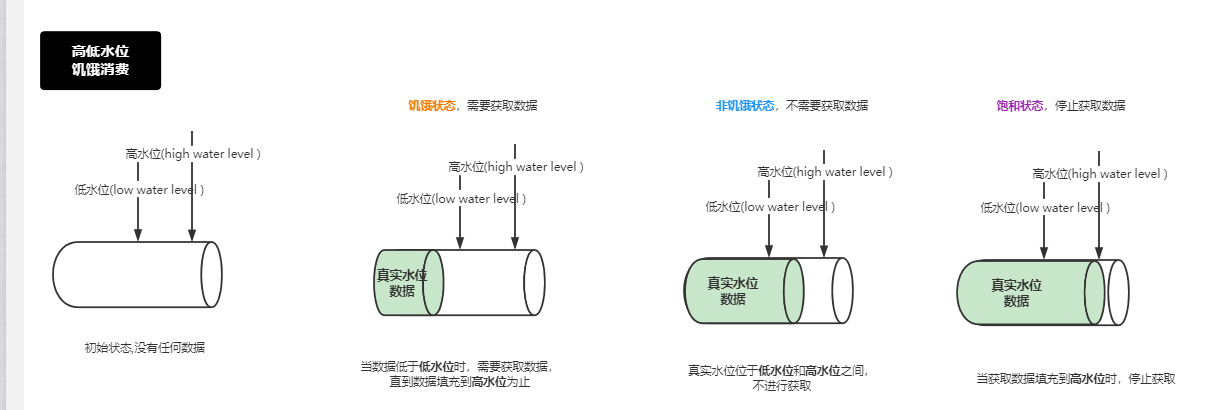 高低水位
饥饿消费
高水位(high water level )
低水位(low water level )
初始状态,没有任何数据
饥饿状态，需要获取数据
高水位(high water level )
低水位(low water level )
真实水位
数据
当数据低于低水位时，需要获取数据，
直到数据填充到高水位为止
非饥饿状态，不需要获取数据
高水位(high water level )
低水位(low water level )
真实水位
数据
真实水位位于低水位和高水位之间，
不进行获取
饱和状态，停止获取数据
高水位(high water level )
低水位(low water level )
真实水位
数据
当获取数据填充到高水位时，停止获取